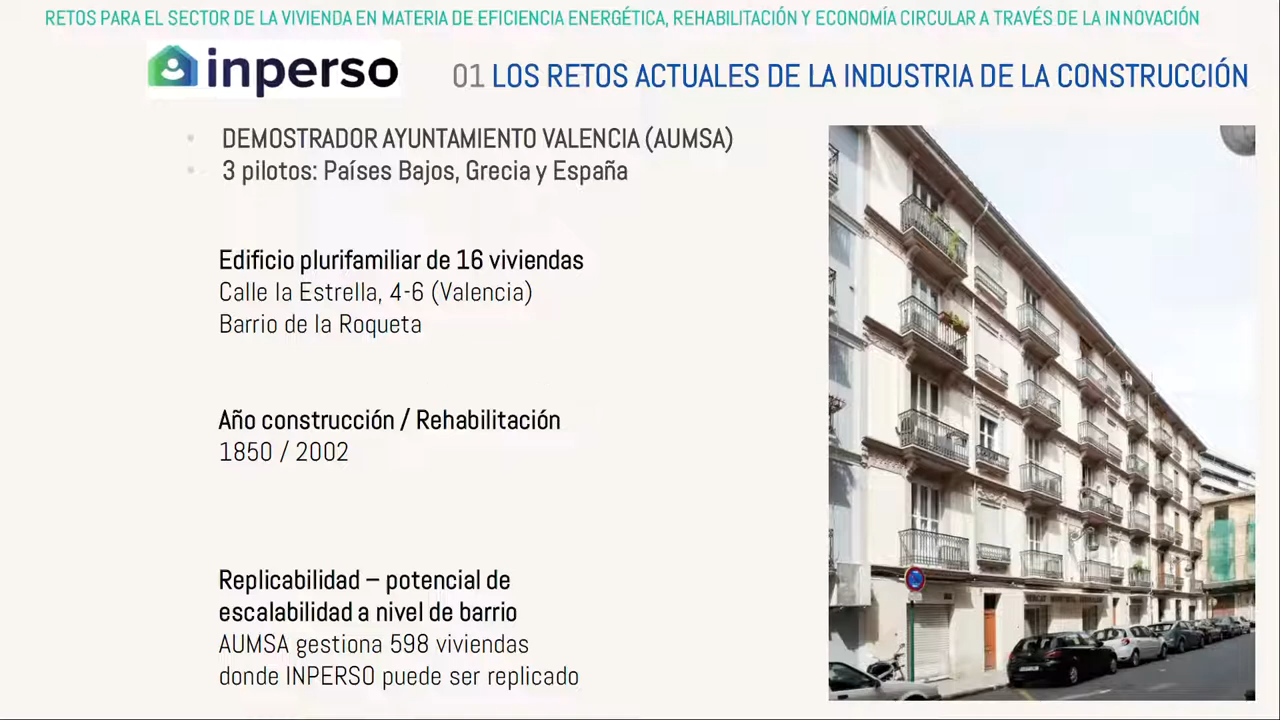 RETOS PARA EL SECTOR DE LA VIVIENDA EN MATERIA DE EFICIENCIA ENERGÉTICA, REHABILITACIÓN Y ECONOMÍA CIRCULAR A TRAVÉS DE LA INNOVACIÓN
inperso
01 LOS RETOS ACTUALES DE LA INDUSTRIA DE LA CONSTRUCCIÓN
DEMOSTRADOR AYUNTAMIENTO VALENCIA (AUMSA)
3 pilotos: Países Bajos, Grecia y España
Edificio plurifamiliar de 16 viviendas
Calle la Estrella, 4-6 (Valencia)
Barrio de la Roqueta
Año construcción / Rehabilitación
1850 / 2002
Replicabilidad – potencial de
escalabilidad a nivel de barrio
AUMSA gestiona 598 viviendas
donde INPERSO puede ser replicado